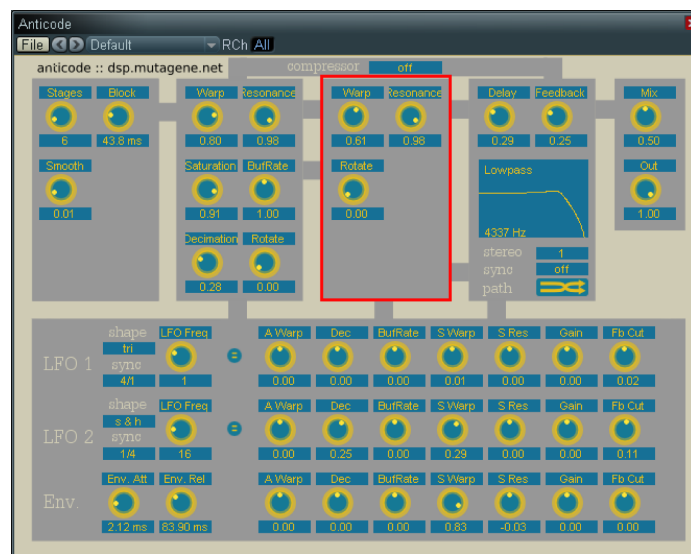 Anticode
File Default RCh All
anticode :: dsp.mutagene.net compressor off
Stages Block Warp Resonance Warp Resonance Delay Feedback Mix
6 43.8 ms 0.80 0.98 0.61 0.98 0.29 0.25 0.50
Smooth Saturation BufRate Rotate Lowpass Out
0.01 0.91 1.00 0.00 4337 Hz 1.00
Decimation Rotate stereo 1
sync off
0.28 0.00 path
shape LFO Freq A Warp Dec BufRate S Warp S Res Gain Fb Cut
tri
LFO 1 sync =
4/1 1 0.00 0.00 0.00 0.01 0.00 0.00 0.02
shape LFO Freq A Warp Dec BufRate S Warp S Res Gain Fb Cut
s & h
LFO 2 sync =
1/4 16 0.00 0.25 0.00 0.29 0.00 0.00 0.11
Env. Att Env. Rel A Warp Dec BufRate S Warp S Res Gain Fb Cut
Env.
2.12 ms 83.90 ms 0.00 0.00 0.00 0.83 -0.03 0.00 0.00